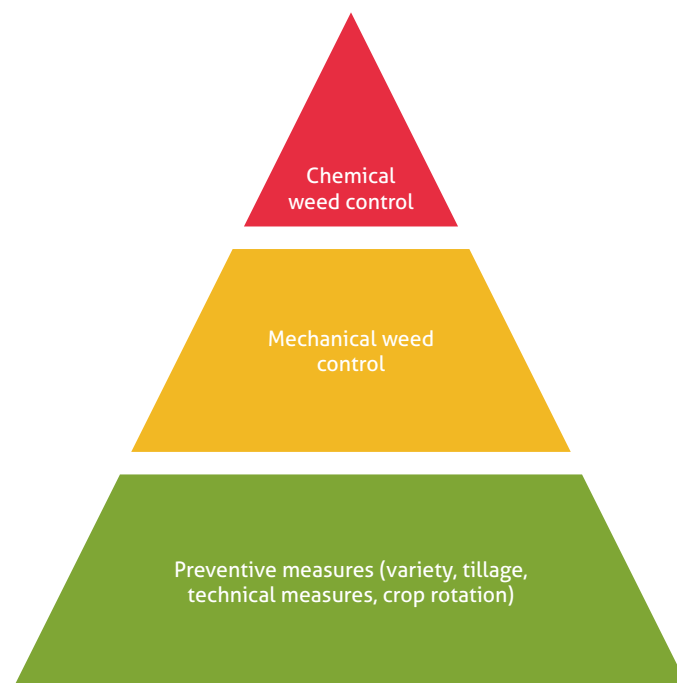 Chemical
weed control
Mechanical weed
control
Preventive measures (variety, tillage,
technical measures, crop rotation)